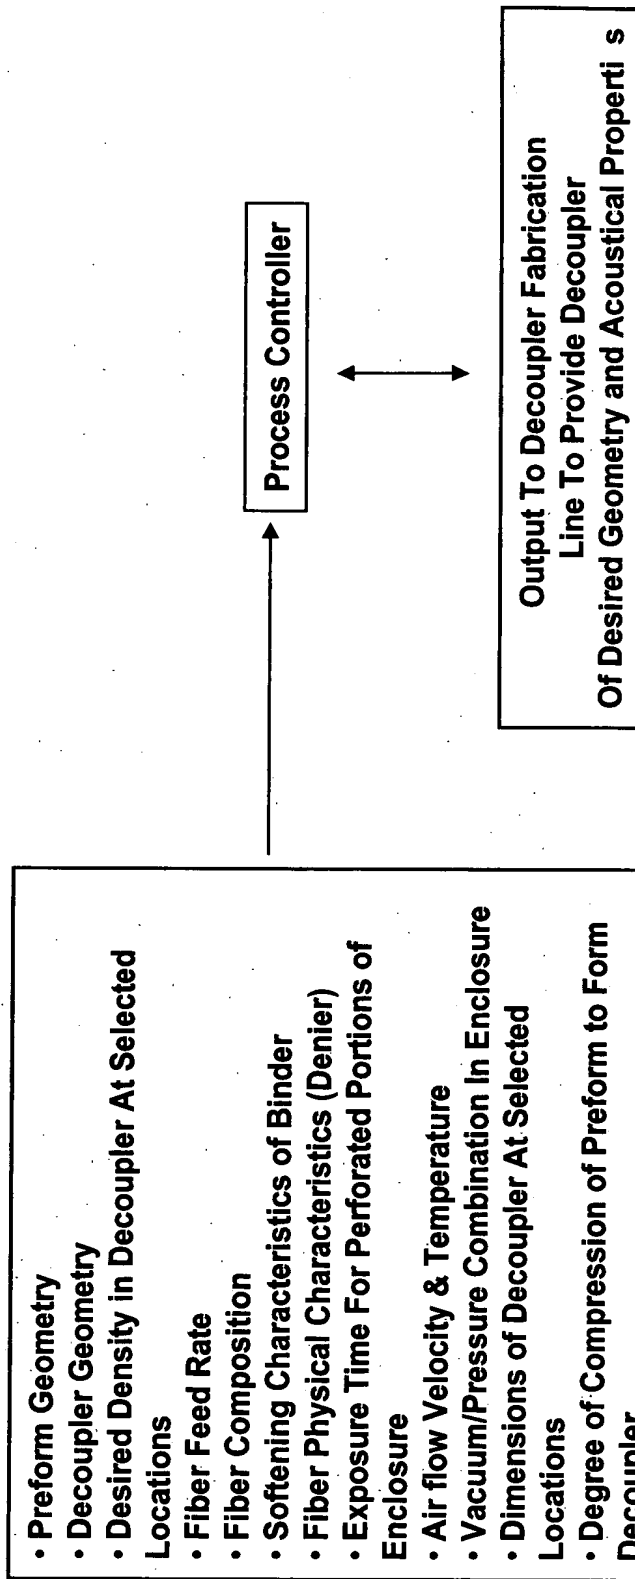 • Preform Geometry
• Decoupler Geometry
• Desired Density in Decoupler At Selected
Locations
• Fiber Feed Rate
• Fiber Composition
• Softening Characteristics of Binder
• Fiber Physical Characteristics (Denier)
• Exposure Time For Perforated Portions of
Enclosure
• Air flow Velocity & Temperature
• Vacuum/Pressure Combination In Enclosure
• Dimensions of Decoupler At Selected
Locations
• Degree of Compression of Preform to Form
Decoupler
Process Controller
Output To Decoupler Fabrication
Line To Provide Decoupler
Of Desired Geometry and Acoustical Properti s